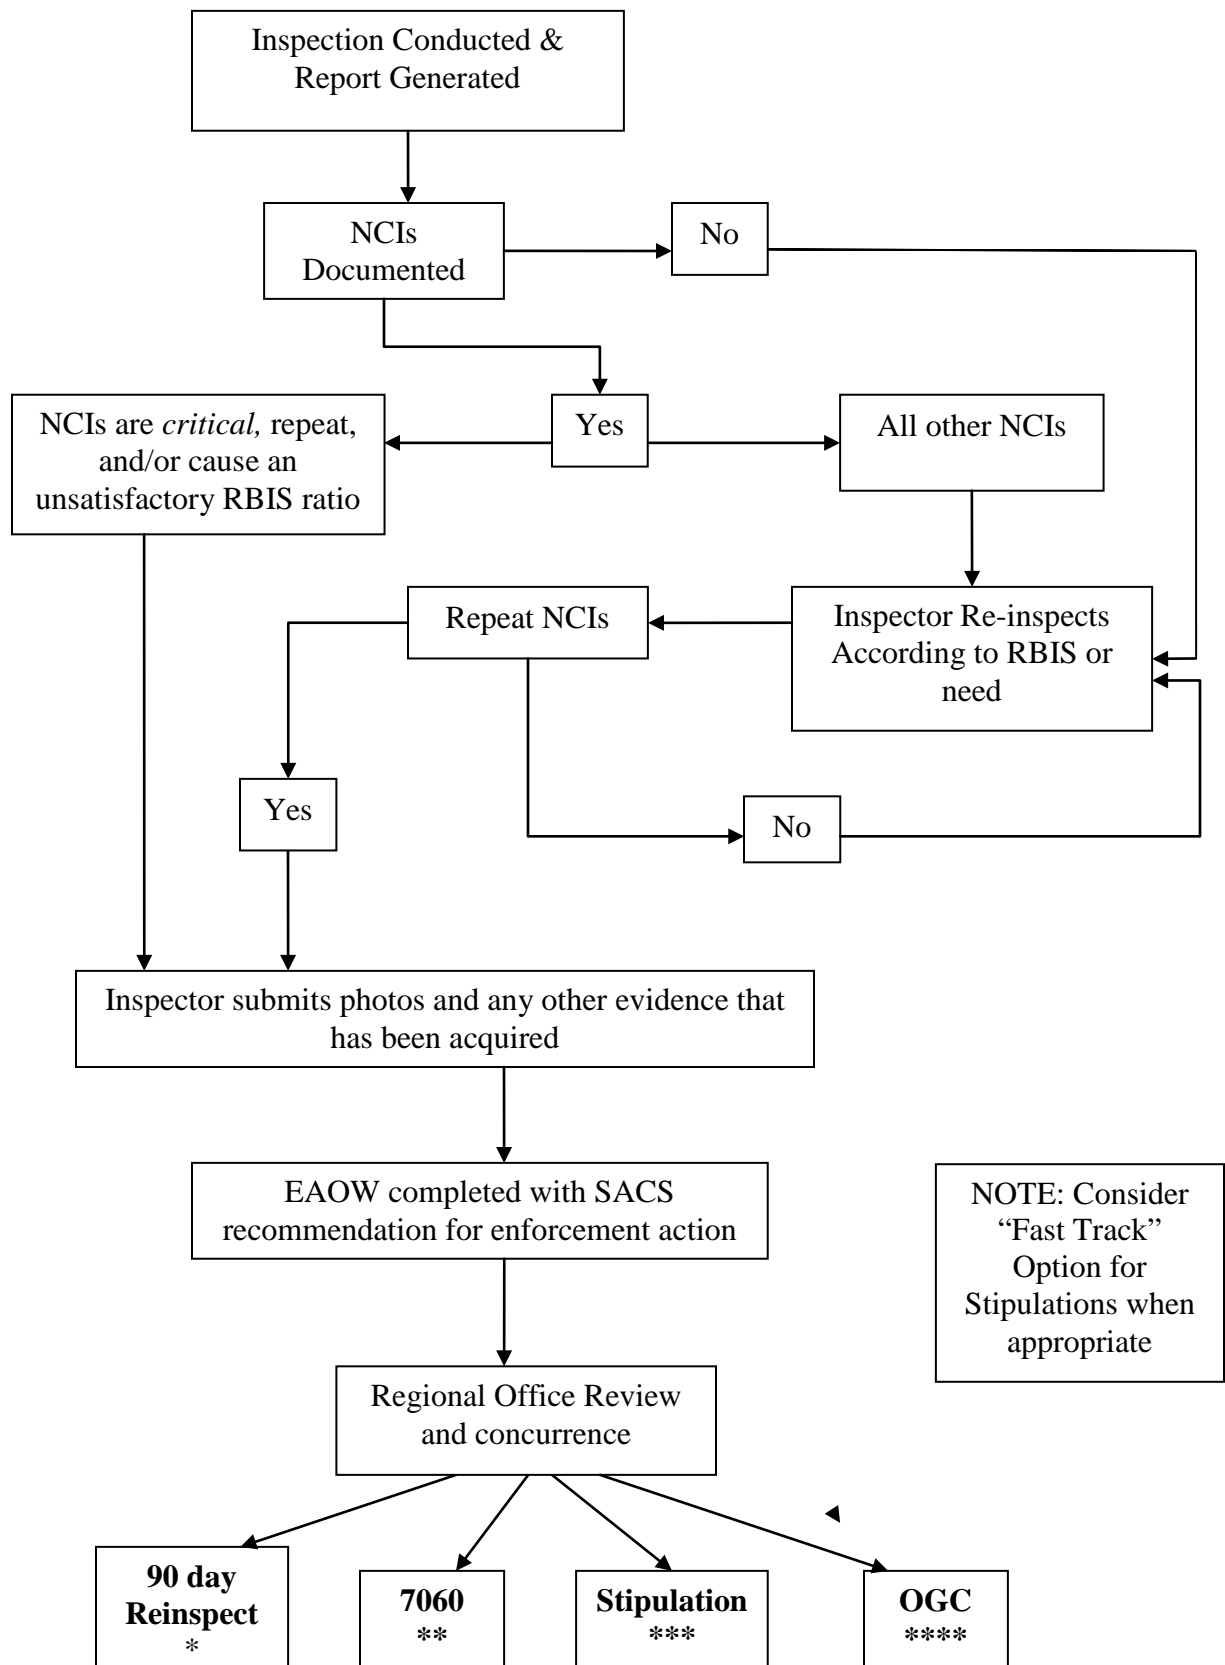 Inspection Conducted &
Report Generated
NCIs
Documented
No
NCIs are critical, repeat,
and/or cause an
unsatisfactory RBIS ratio
Yes
All other NCIs
Repeat NCIs
Inspector Re-inspects
According to RBIS or
need
Yes
No
Inspector submits photos and any other evidence that
has been acquired
EAOW completed with SACS
recommendation for enforcement action
NOTE: Consider
“Fast Track”
Option for
Stipulations when
appropriate
Regional Office Review
and concurrence
90 day
Reinspect
*
7060
**
Stipulation
***
OGC
****